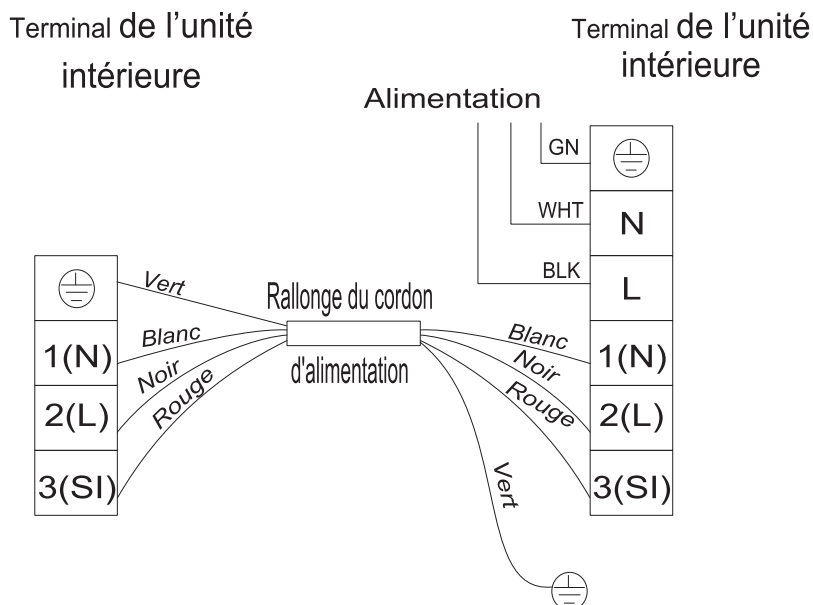 Terminal de l'unité
intérieure
Terminal de l'unité
intérieure
Alimentation
GN
WHT
N
BLK
L
Vert
Rallonge du cordon
d'alimentation
1(N)
Blanc
Blanc
1(N)
Noir
Noir
2(L)
Rouge
Rouge
2(L)
3(SI)
Vert
3(SI)